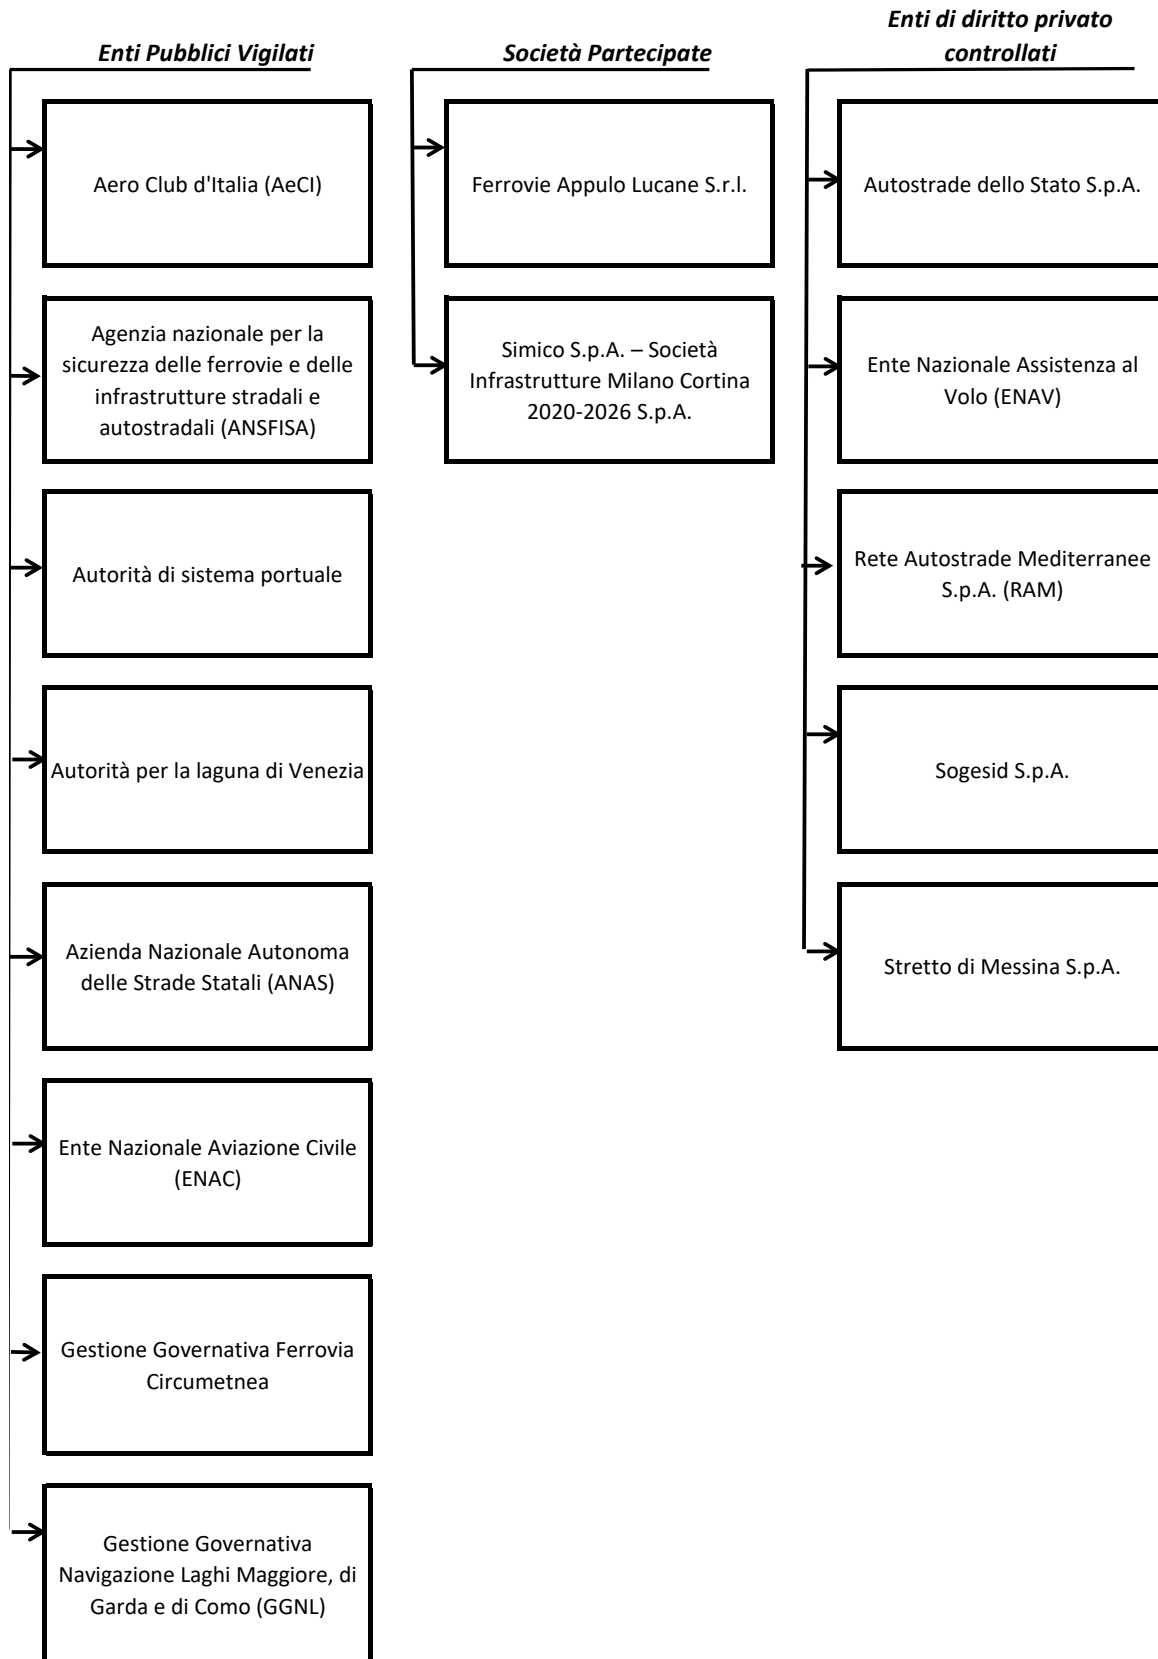 Enti Pubblici Vigilati
Aero Club d'Italia (AeCI)
Agenzia nazionale per la
sicurezza delle ferrovie e delle
infrastrutture stradali e
autostradali (ANSFISA)
Autorità di sistema portuale
Autorità per la laguna di Venezia
Azienda Nazionale Autonoma
delle Strade Statali (ANAS)
Ente Nazionale Aviazione Civile
(ENAC)
Gestione Governativa Ferrovia
Circumetnea
Gestione Governativa
Navigazione Laghi Maggiore, di
Garda e di Como (GGNL)
Società Partecipate
Ferrovie Appulo Lucane S.r.l.
Simico S.p.A. – Società
Infrastrutture Milano Cortina
2020-2026 S.p.A.
Enti di diritto privato
controllati
Autostrade dello Stato S.p.A.
Ente Nazionale Assistenza al
Volo (ENAV)
Rete Autostrade Mediterranee
S.p.A. (RAM)
Sogesid S.p.A.
Stretto di Messina S.p.A.